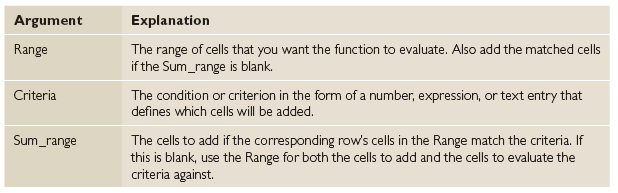 Argument Explanation
Range The range of cells that you want the function to evaluate. Also add the matched cells
if the Sum_range is blank.
Criteria The condition or criterion in the form of a number, expression, or text entry that
defines which cells will be added.
Sum_range The cells to add if the corresponding row's cells in the Range match the criteria. If
this is blank, use the Range for both the cells to add and the cells to evaluate the
criteria against.